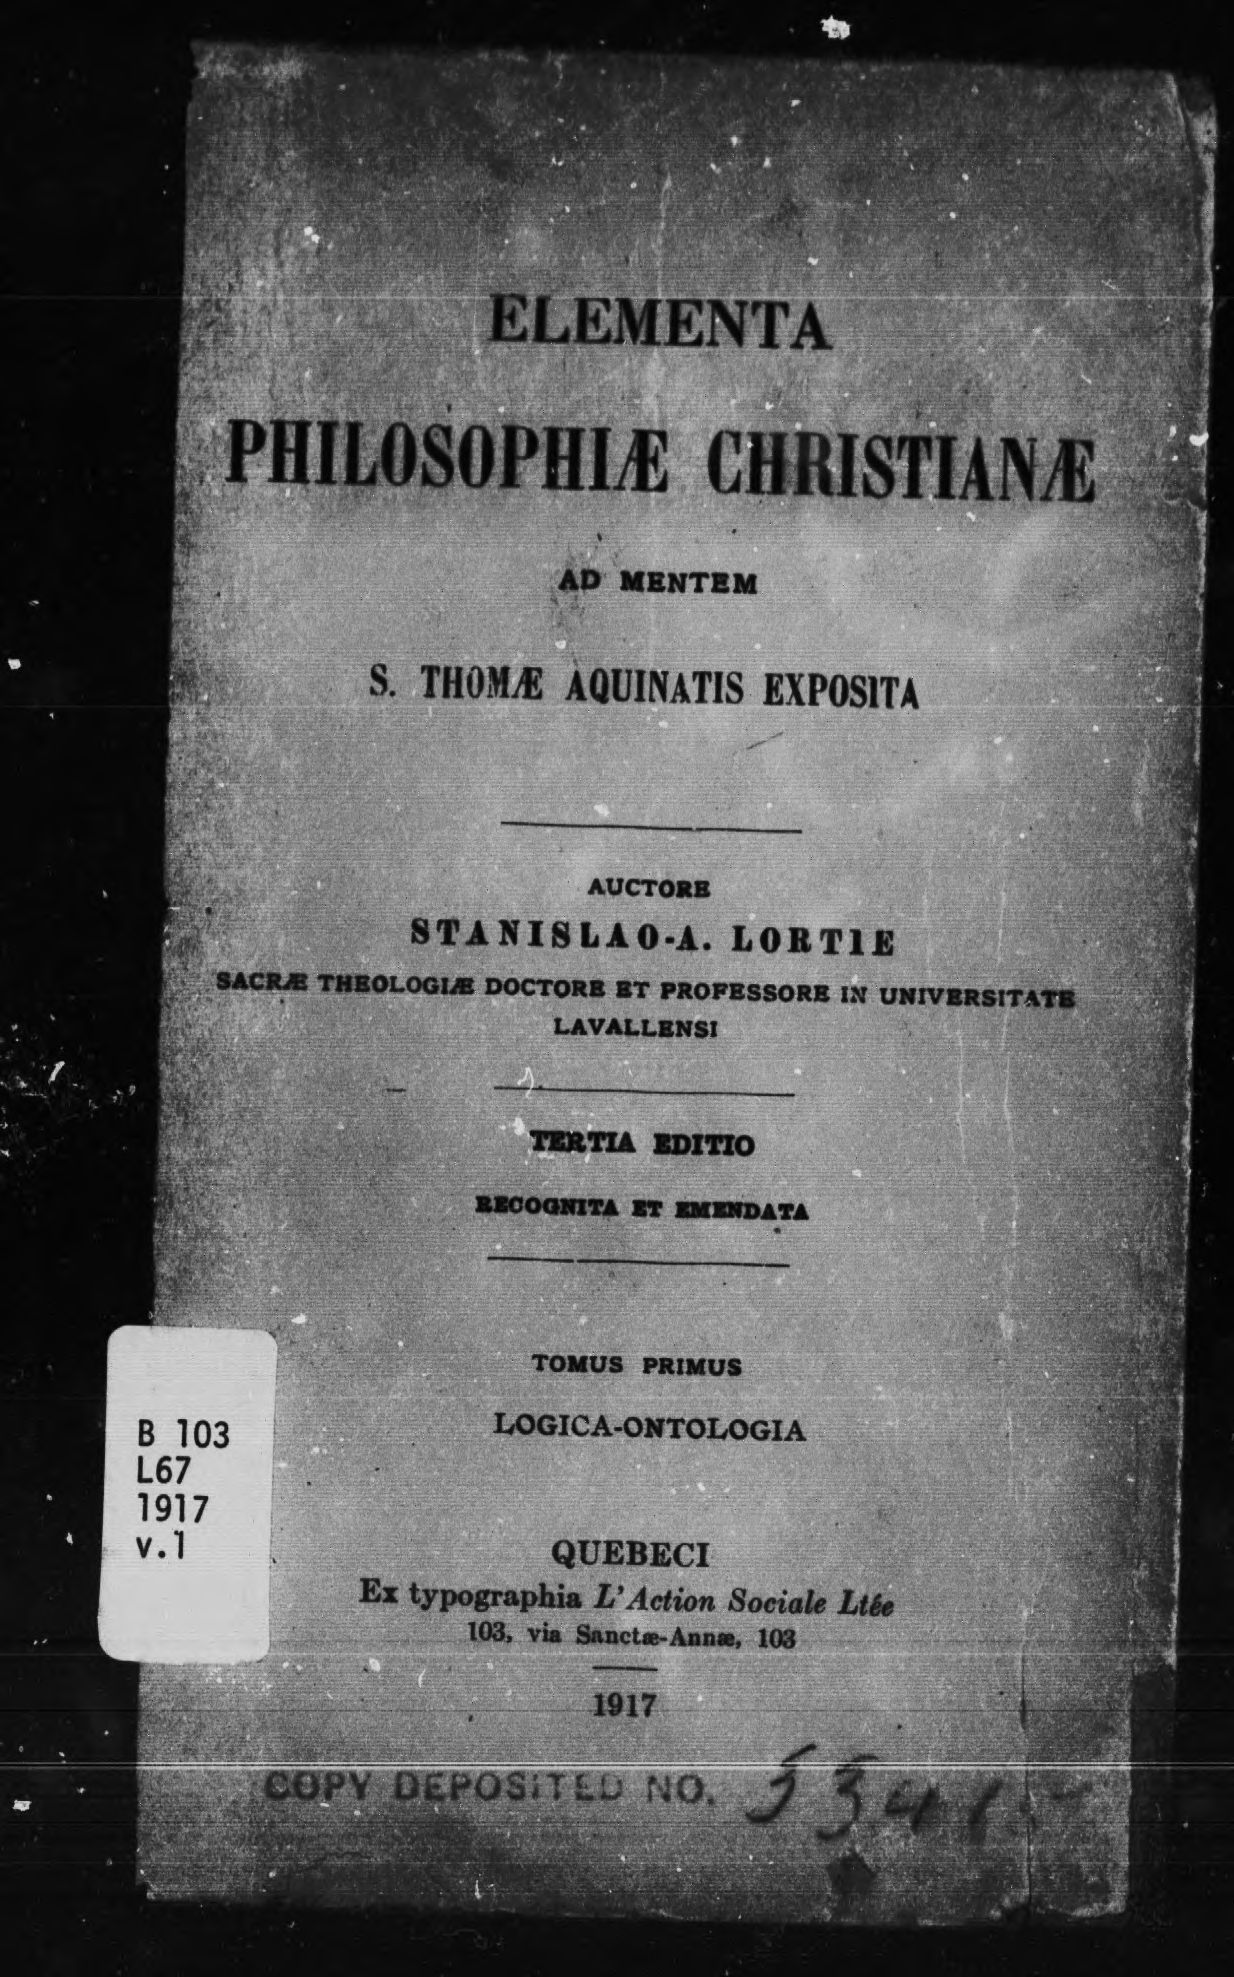 ELEMENTA
PHILOSOPHIÆ CHRISTIANÆ
AD MENTEM
S. THOMÆ AQUINATIS EXPOSITA
AUCTORE
STANISLAO-A. LORTIE
SACRÆ THEOLOGIÆ DOCTORE ET PROFESSORE IN UNIVERSITATE
LAVALLENSI
TERTIA EDITIO
RECOGNITA ET EMENDATA
TOMUS PRIMUS
LOGICA-ONTOLOGIA
B 103
L67
1917
v.1
QUEBECI
Ex typographia L'Action Sociale Ltée
103, via Sanctæ-Annæ, 103
1917
COPY DEPOSITED NO. 5341